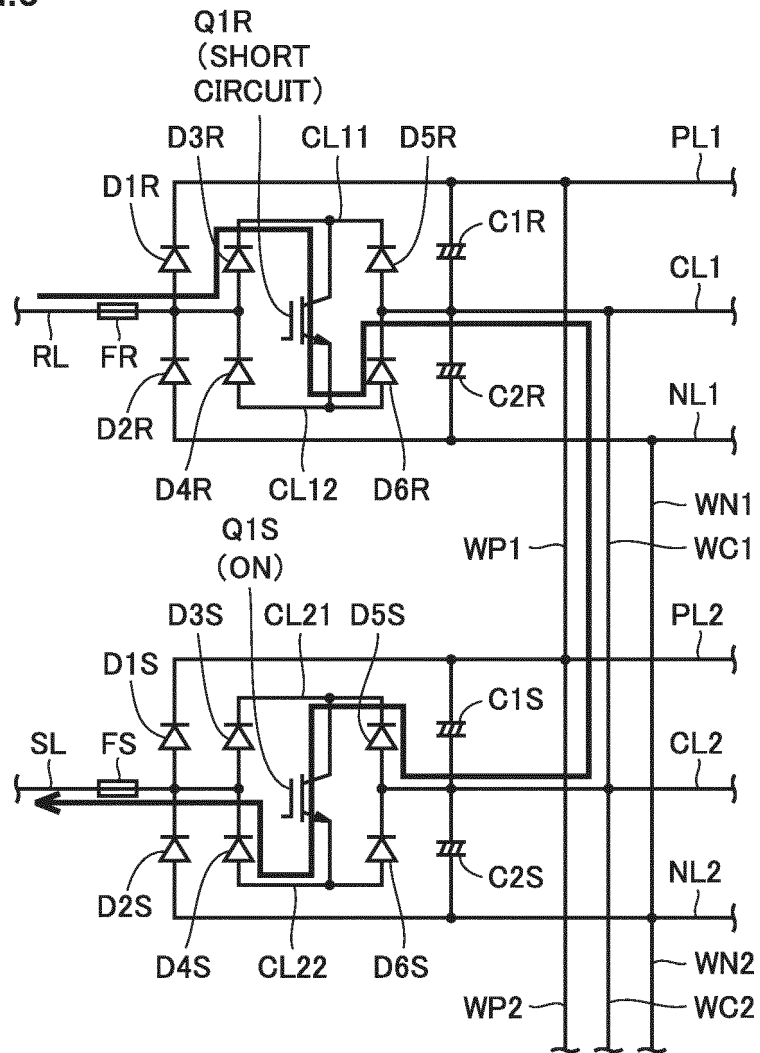 Q1R
(SHORT
CIRCUIT)
D3R CL11 D5R PL1
D1R
C1R
CL1
RL FR
C2R NL1
D2R
D4R CL12 D6R
WN1
Q1S
(ON)
WP1 WC1
D3S CL21 D5S PL2
D1S
C1S
SL FS CL2
C2S NL2
D2S
D4S CL22 D6S
WN2
WP2 WC2